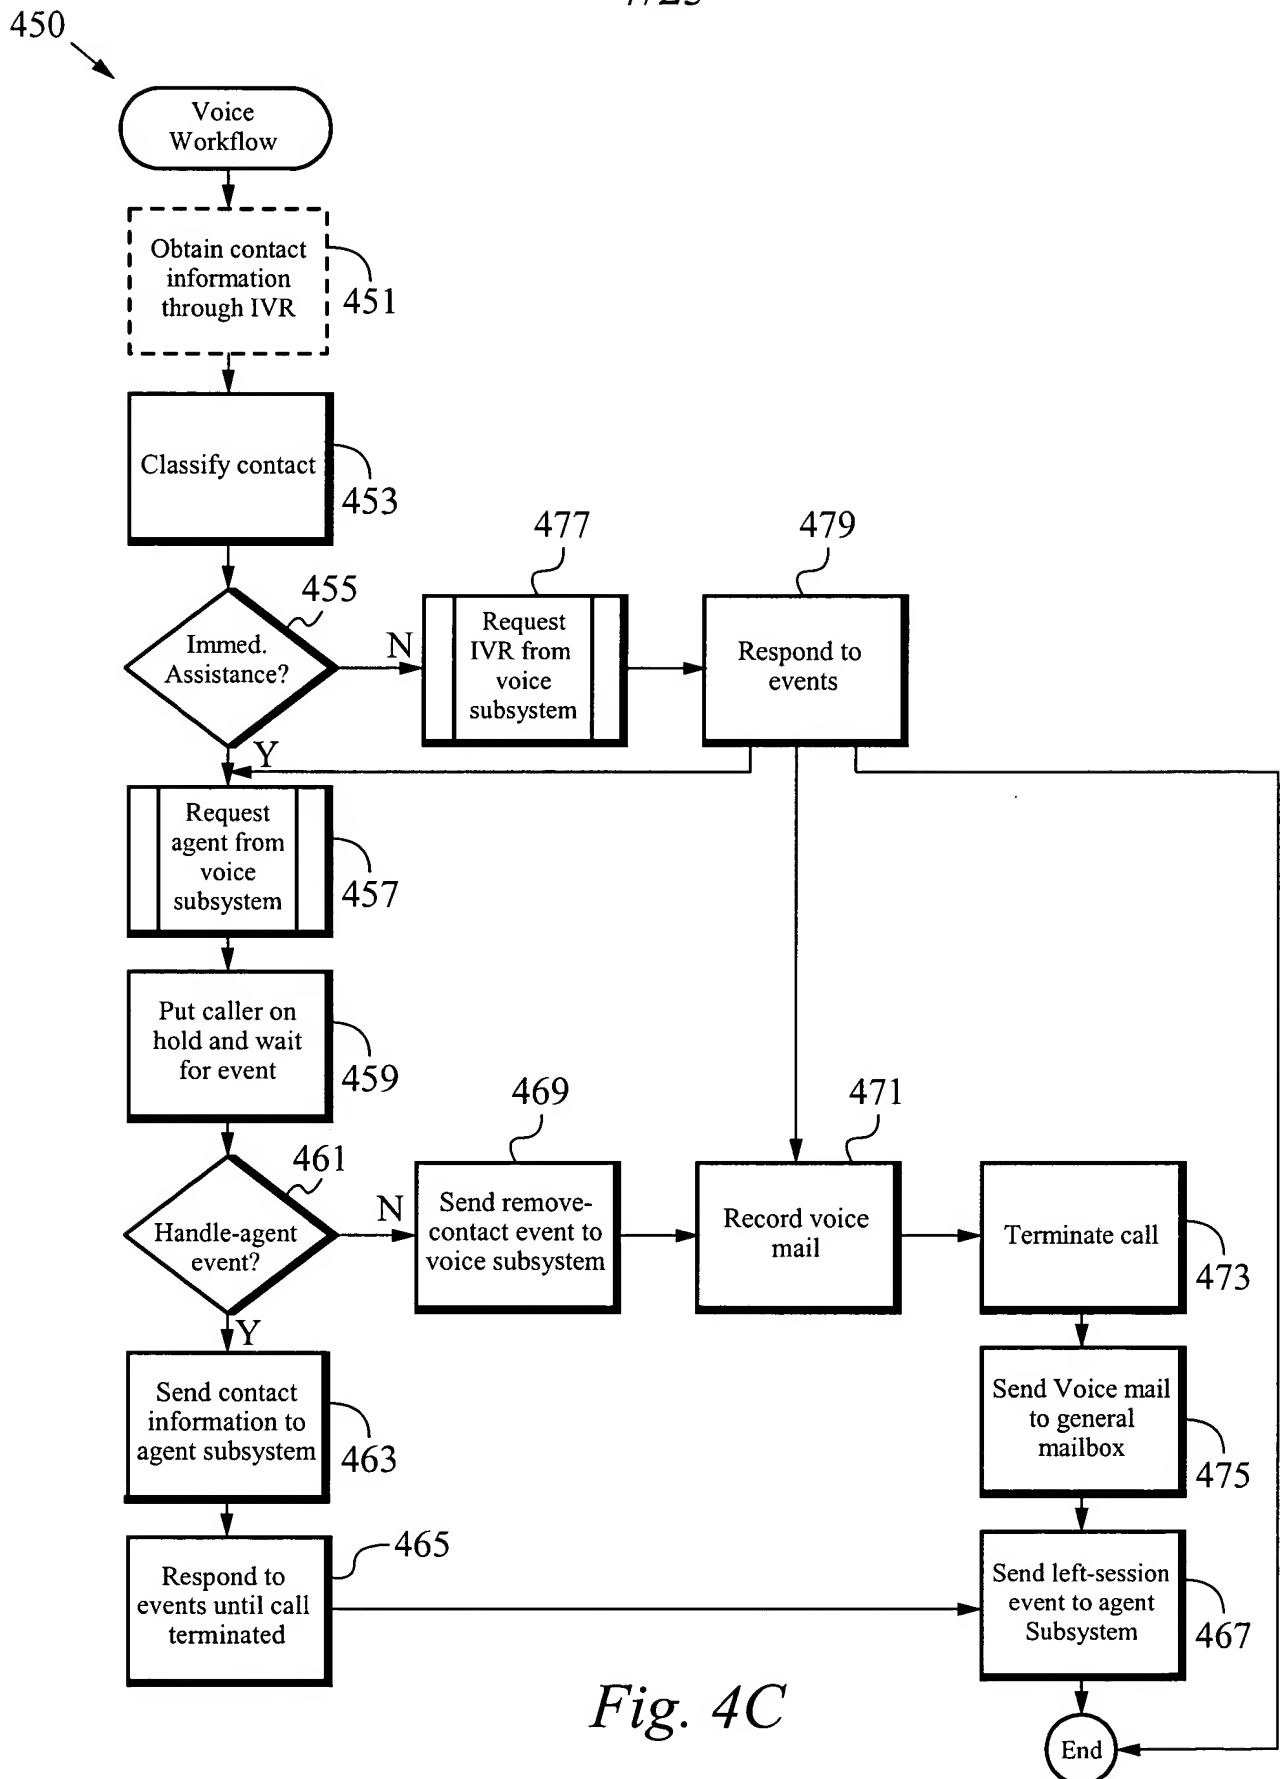 450
Voice
Workflow
Obtain contact
information
through IVR
451
Classify contact
453
455
Immed.
Assistance?
N
Y
477
Request
IVR from
voice
subsystem
479
Respond to
events
Request
agent from
voice
subsystem
457
Put caller on
hold and wait
for event
459
461
Handle-agent
event?
N
Y
469
Send remove-
contact event to
voice subsystem
471
Record voice
mail
Terminate call
473
Send contact
information to
agent subsystem
463
Send Voice mail
to general
mailbox
475
Respond to
events until call
terminated
465
Send left-session
event to agent
Subsystem
467
Fig. 4C
End